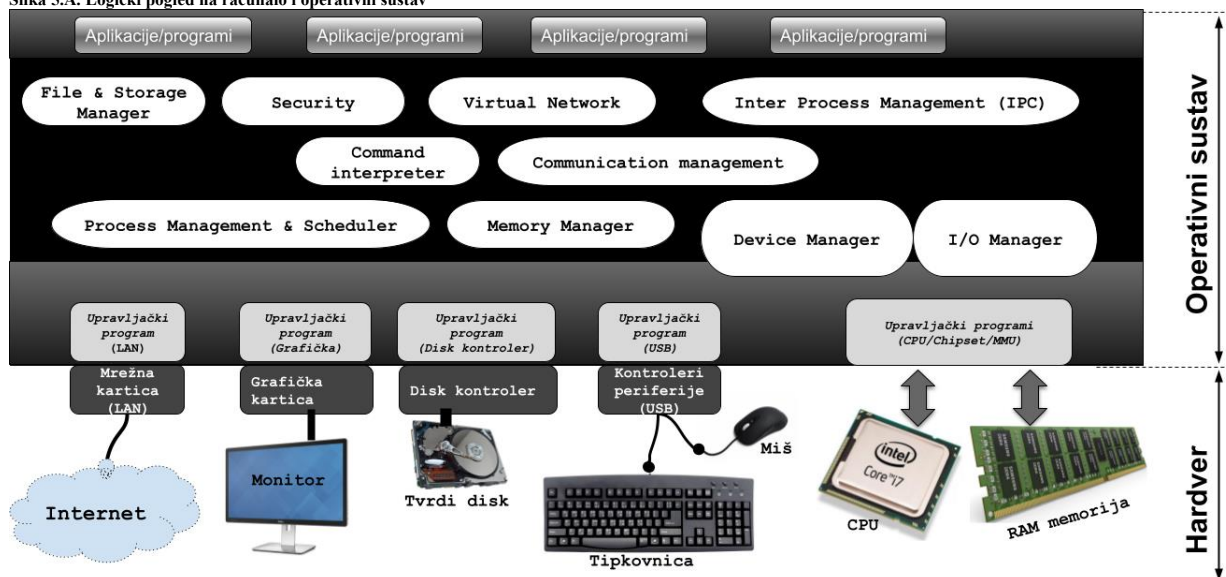 Slika 3.A. Logički pogled na računalo i operativni sustav
Aplikacije/programi
Aplikacije/programi
Aplikacije/programi
Aplikacije/programi
File & Storage
Manager
Security
Virtual Network
Inter Process Management (IPC)
Command
interpreter
Communication management
Process Management & Scheduler
Memory Manager
Device Manager
I/O Manager
Operativni sustav
Upravljački
program
(LAN)
Upravljački
program
(Grafička)
Upravljački
program
(Disk kontroler)
Upravljački
program
(USB)
Upravljački programi
(CPU/Chipset/MMU)
Mrežna
kartica
(LAN)
Grafička
kartica
Disk kontroler
Kontroleri
periferije
(USB)
Internet
Monitor
Tvrdi disk
Tipkovnica
Miš
intel
Core™i7
CPU
RAM memorija
Hardver